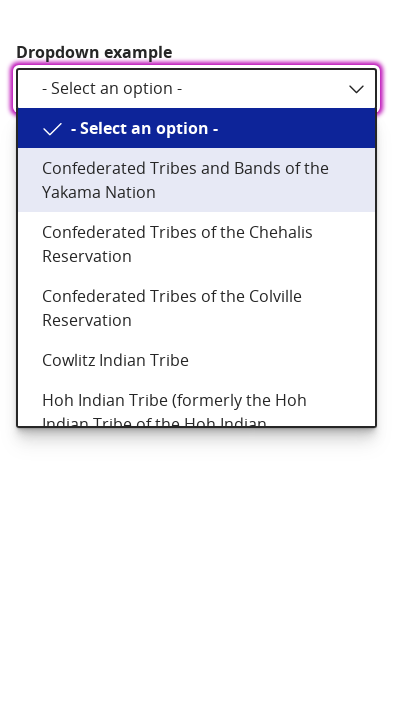 Dropdown example
- Select an option -
- Select an option -
Confederated Tribes and Bands of the
Yakama Nation
Confederated Tribes of the Chehalis
Reservation
Confederated Tribes of the Colville
Reservation
Cowlitz Indian Tribe
Hoh Indian Tribe (formerly the Hoh
Indian Tribe of the Hoh Indian